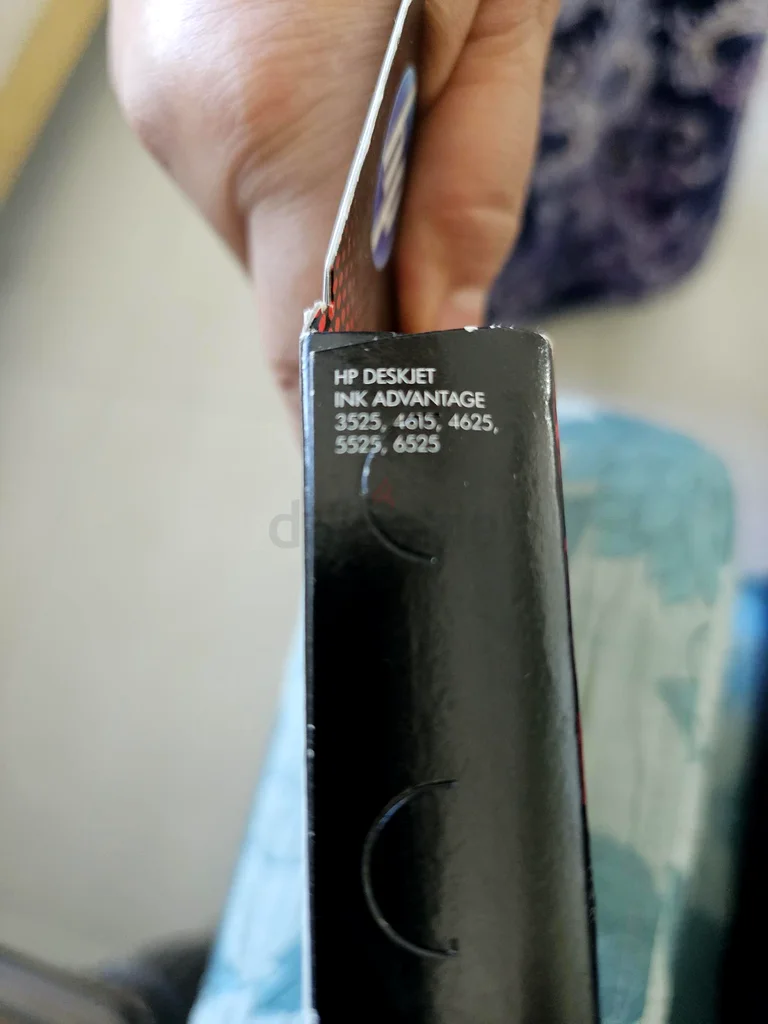 HP DESKJET
INK ADVANTAGE
3525, 4615, 4625,
5525, 6525